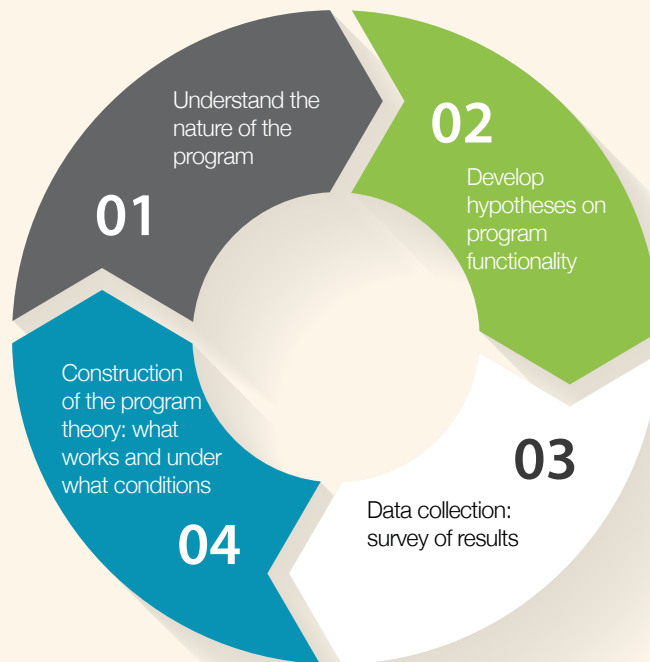 01
Understand the
nature of the
program
02
Develop
hypotheses on
program
functionality
03
Data collection:
survey of results
Construction
of the program
theory: what
works and under
what conditions
04